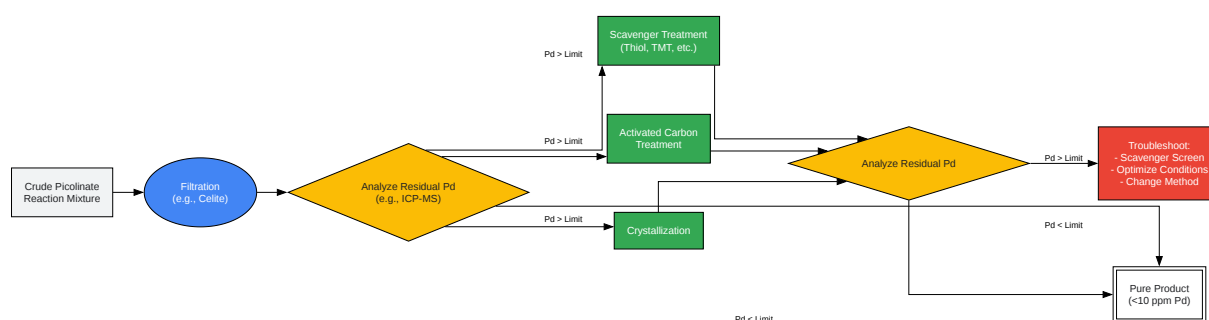 Crude Picolinate
Reaction Mixture
Filtration
(e.g., Celite)
Analyze Residual Pd
(e.g., ICP-MS)
Pd > Limit
Scavenger Treatment
(Thiol, TMT, etc.)
Pd > Limit
Activated Carbon
Treatment
Pd > Limit
Crystallization
Analyze Residual Pd
Pd > Limit
Troubleshoot:
- Scavenger Screen
- Optimize Conditions
- Change Method
Pd < Limit
Pure Product
(<10 ppm Pd)
Pd < Limit